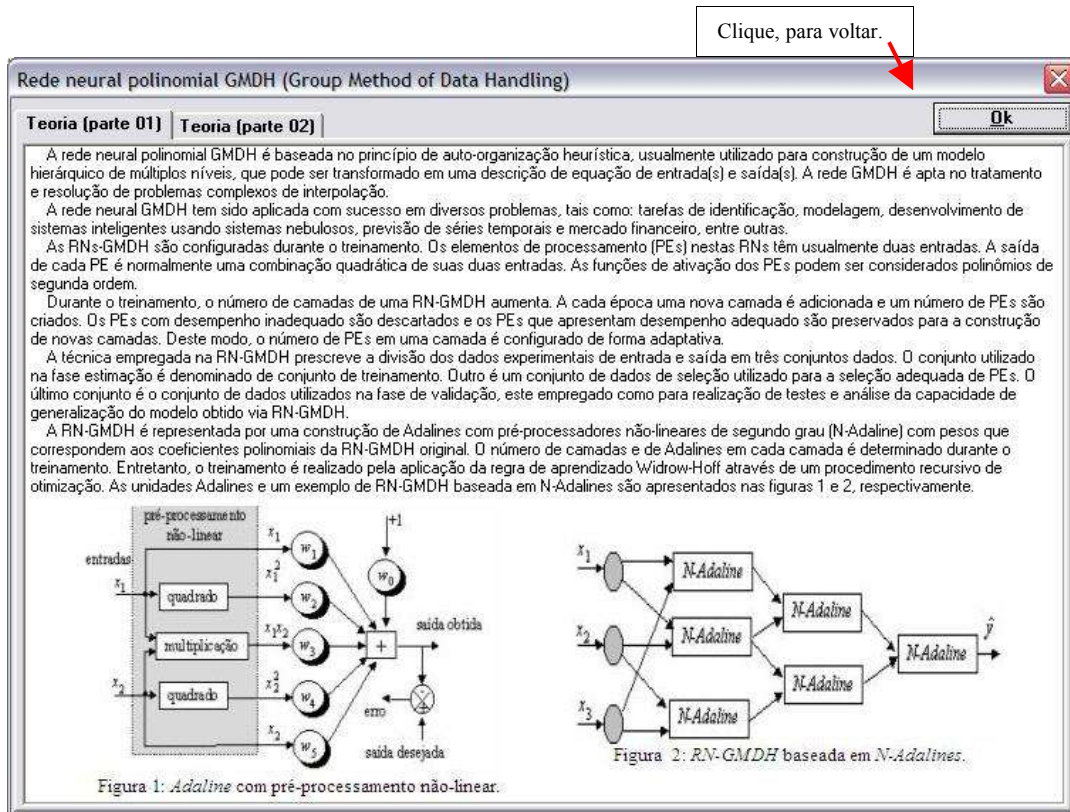 Clique, para voltar.
Rede neural polinomial GMDH (Group Method of Data Handling)
Teoria (parte 01) Teoria (parte 02)
Ok
A rede neural polinomial GMDH é baseada no princípio de auto-organização heurística, usualmente utilizado para construção de um modelo
hierárquico de múltiplos níveis, que pode ser transformado em uma descrição de equação de entrada(s) e saída(s). A rede GMDH é apta no tratamento
e resolução de problemas complexos de interpolação.
A rede neural GMDH tem sido aplicada com sucesso em diversos problemas, tais como: tarefas de identificação, modelagem, desenvolvimento de
sistemas inteligentes usando sistemas nebulosos, previsão de séries temporais e mercado financeiro, entre outras.
As RNs-GMDH são configuradas durante o treinamento. Os elementos de processamento (PEs) nestas RNs têm usualmente duas entradas. A saída
de cada PE é normalmente uma combinação quadrática de suas duas entradas. As funções de ativação dos PEs podem ser considerados polinômios de
segunda ordem.
Durante o treinamento, o número de camadas de uma RN-GMDH aumenta. A cada época uma nova camada é adicionada e um número de PEs são
criados. Os PEs com desempenho inadequado são descartados e os PEs que apresentam desempenho adequado são preservados para a construção
de novas camadas. Deste modo, o número de PEs em uma camada é configurado de forma adaptativa.
A técnica empregada na RN-GMDH prescreve a divisão dos dados experimentais de entrada e saída em três conjuntos dados. O conjunto utilizado
na fase estimação é denominado de conjunto de treinamento. Outro é um conjunto de dados de seleção utilizado para a seleção adequada de PEs. O
último conjunto é o conjunto de dados utilizados na fase de validação, este empregado como para realização de testes e análise da capacidade de
generalização do modelo obtido via RN-GMDH.
A RN-GMDH é representada por uma construção de Adalines com pré-processadores não-lineares de segundo grau (N-Adaline) com pesos que
correspondem aos coeficientes polinomiais da RN-GMDH original. O número de camadas e de Adalines em cada camada é determinado durante o
treinamento. Entretanto, o treinamento é realizado pela aplicação da regra de aprendizado Widrow-Hoff através de um procedimento recursivo de
otimização. As unidades Adalines e um exemplo de RN-GMDH baseada em N-Adalines são apresentados nas figuras 1 e 2, respectivamente.
pré-processamento
não-linear
entradas
x1
quadrado
multiplicação
x2
quadrado
x1
x1^2
x1x2
x2^2
x2
w1
w2
w3
w4
w5
+1
w0
+
saída obtida
- +
erro
saída desejada
Figura 1: Adaline com pré-processamento não-linear.
x1
x2
x3
N-Adaline
N-Adaline
N-Adaline
N-Adaline
N-Adaline
N-Adaline
ŷ
Figura 2: RN-GMDH baseada em N-Adalines.